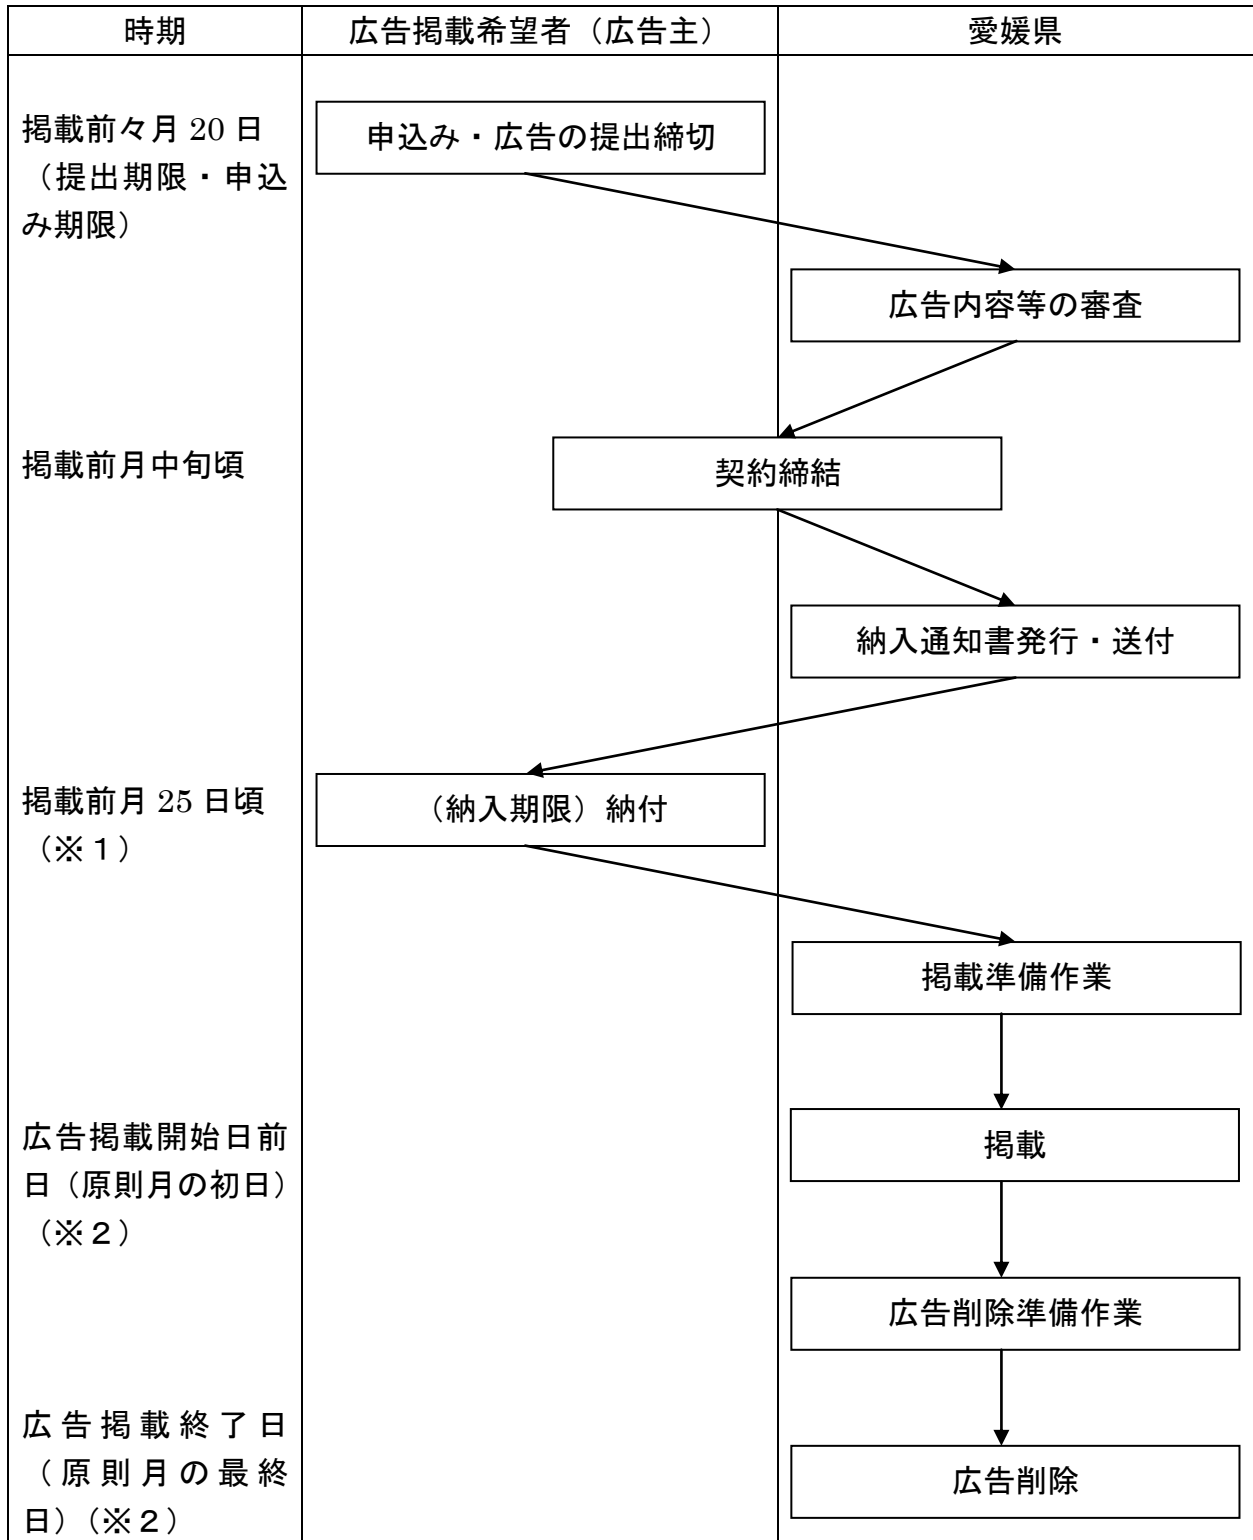 時期
広告掲載希望者（広告主）
愛媛県
掲載前々月 20 日
（提出期限・申込
み期限）
申込み・広告の提出締切
広告内容等の審査
掲載前月中旬頃
契約締結
納入通知書発行・送付
掲載前月 25 日頃
（※１）
（納入期限）納付
掲載準備作業
広告掲載開始日前
日（原則月の初日）
（※２）
掲載
広告削除準備作業
広告掲載終了日
（原則月の最終
日）（※２）
広告削除